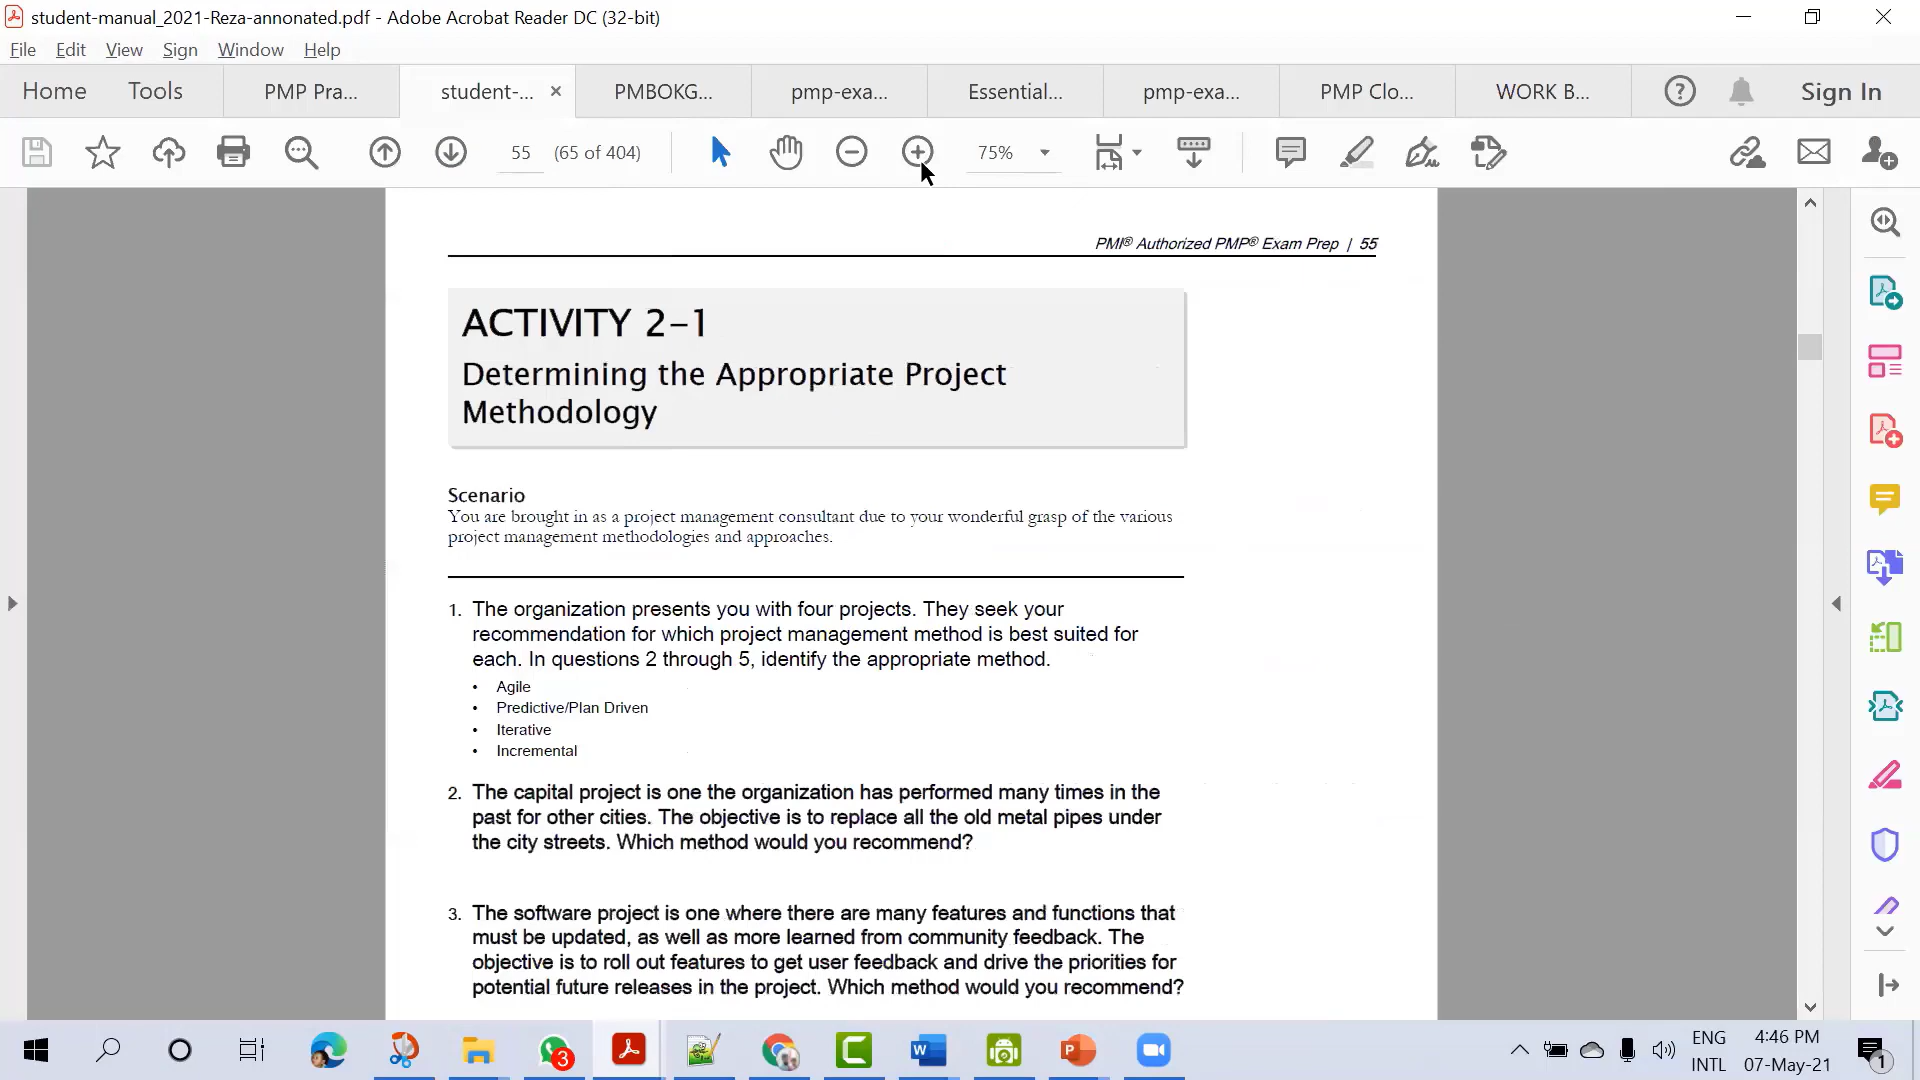 student-manual_2021-Reza-annonated.pdf - Adobe Acrobat Reader DC (32-bit)
File Edit View Sign Window Help
Home Tools PMP Pra... student-... PMBOKG... pmp-exa... Essential... pmp-exa... PMP Clo... WORK B... Sign In
55 (65 of 404) 75%
PMI® Authorized PMP® Exam Prep | 55
ACTIVITY 2-1
Determining the Appropriate Project
Methodology
Scenario
You are brought in as a project management consultant due to your wonderful grasp of the various
project management methodologies and approaches.
1. The organization presents you with four projects. They seek your
recommendation for which project management method is best suited for
each. In questions 2 through 5, identify the appropriate method.
• Agile
• Predictive/Plan Driven
• Iterative
• Incremental
2. The capital project is one the organization has performed many times in the
past for other cities. The objective is to replace all the old metal pipes under
the city streets. Which method would you recommend?
3. The software project is one where there are many features and functions that
must be updated, as well as more learned from community feedback. The
objective is to roll out features to get user feedback and drive the priorities for
potential future releases in the project. Which method would you recommend?
3
ENG 4:46 PM
INTL 07-May-21
1